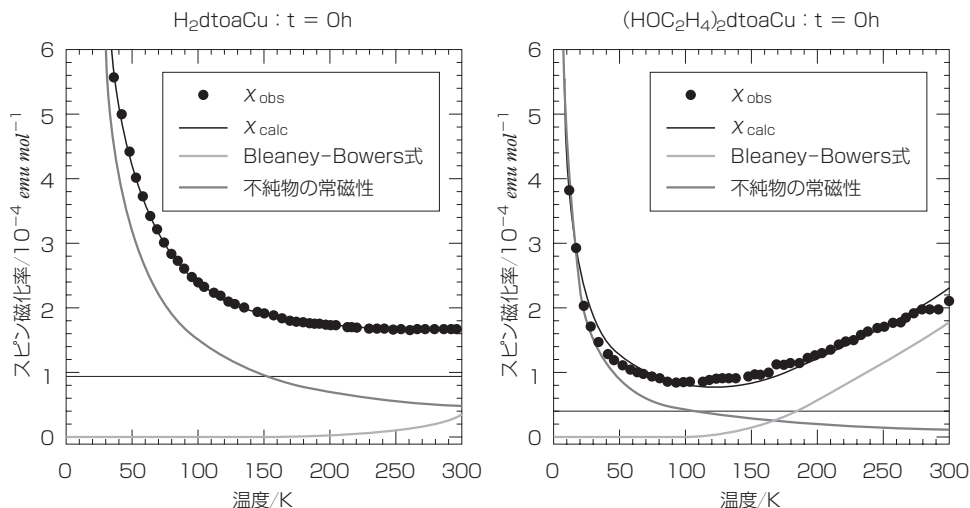 H₂dtoaCu : t = 0h
6
5
4
3
2
1
0
スピン磁化率/10⁻⁴ emu mol⁻¹
χobs
χcalc
Bleaney-Bowers式
不純物の常磁性
0 50 100 150 200 250 300
温度/K
(HOC₂H₄)₂dtoaCu : t = 0h
6
5
4
3
2
1
0
スピン磁化率/10⁻⁴ emu mol⁻¹
χobs
χcalc
Bleaney-Bowers式
不純物の常磁性
0 50 100 150 200 250 300
温度/K